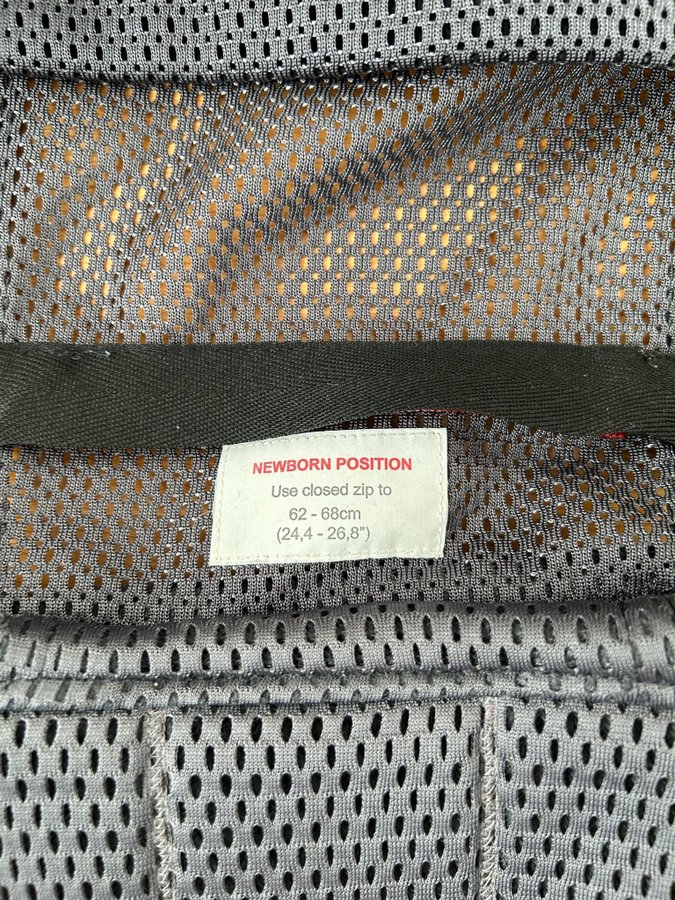 NEWBORN POSITION
Use closed zip to
62 - 68cm
(24,4 - 26,8”)